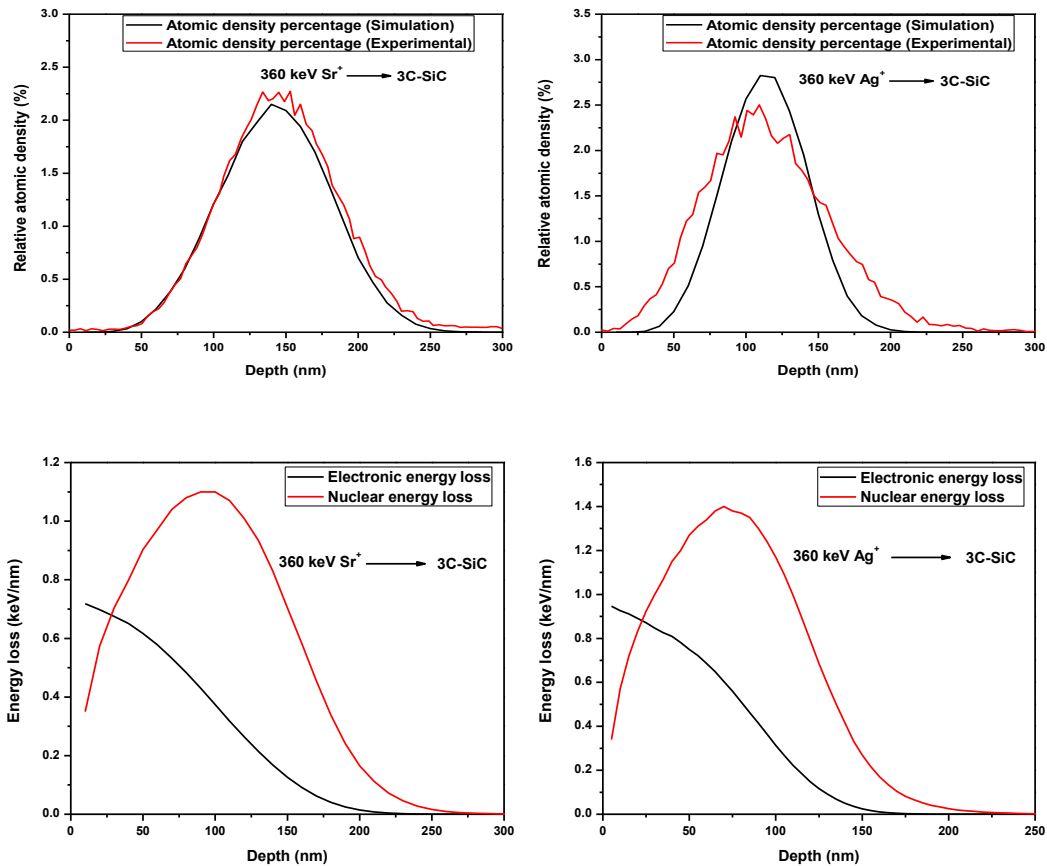 Atomic density percentage (Simulation)
Atomic density percentage (Experimental)
360 keV Sr+ 3C-SiC
Relative atomic density (%)
3.0
2.5
2.0
1.5
1.0
0.5
0.0
0 50 100 150 200 250 300
Depth (nm)
Atomic density percentage (Simulation)
Atomic density percentage (Experimental)
360 keV Ag+ 3C-SiC
Relative atomic density (%)
3.5
3.0
2.5
2.0
1.5
1.0
0.5
0.0
0 50 100 150 200 250 300
Depth (nm)
Electronic energy loss
Nuclear energy loss
360 keV Sr+ 3C-SiC
Energy loss (keV/nm)
1.2
1.0
0.8
0.6
0.4
0.2
0.0
0 50 100 150 200 250 300
Depth (nm)
Electronic energy loss
Nuclear energy loss
360 keV Ag+ 3C-SiC
Energy loss (keV/nm)
1.6
1.4
1.2
1.0
0.8
0.6
0.4
0.2
0.0
0 50 100 150 200 250
Depth (nm)